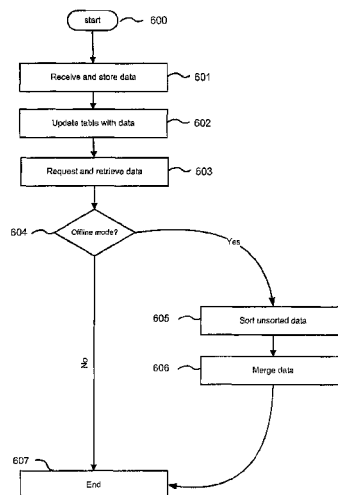 start
600
Receive and store data
601
Update table with data
602
Request and retrieve data
603
604
Offline mode?
Yes
605
Sort unsorted data
606
Merge data
No
607
End